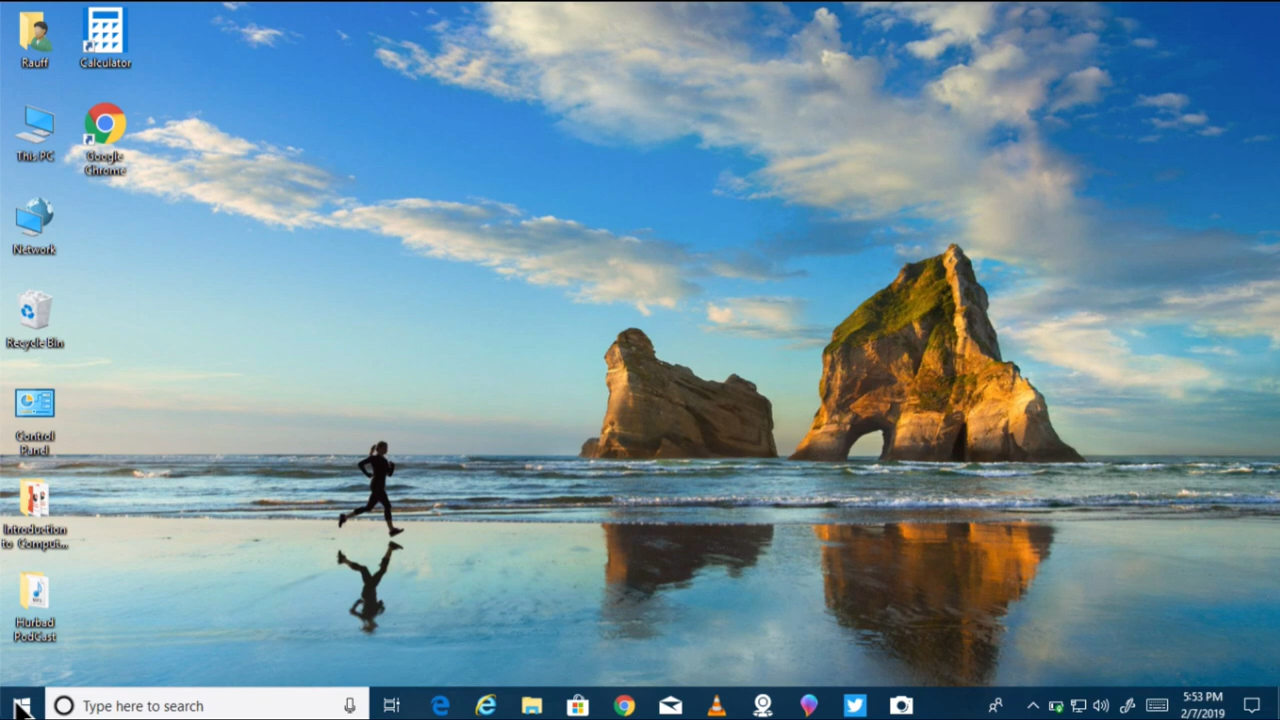 Rauff
Calculator
This PC
Google
Chrome
Network
Recycle Bin
Control
Panel
Introduction
to Comput...
Hurbad
PodCast
Type here to search
5:53 PM
2/7/2019